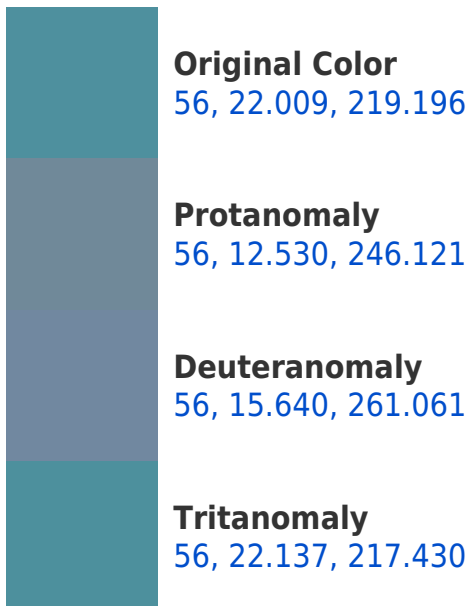 Original Color
56, 22.009, 219.196
Protanomaly
56, 12.530, 246.121
Deuteranomaly
56, 15.640, 261.061
Tritanomaly
56, 22.137, 217.430